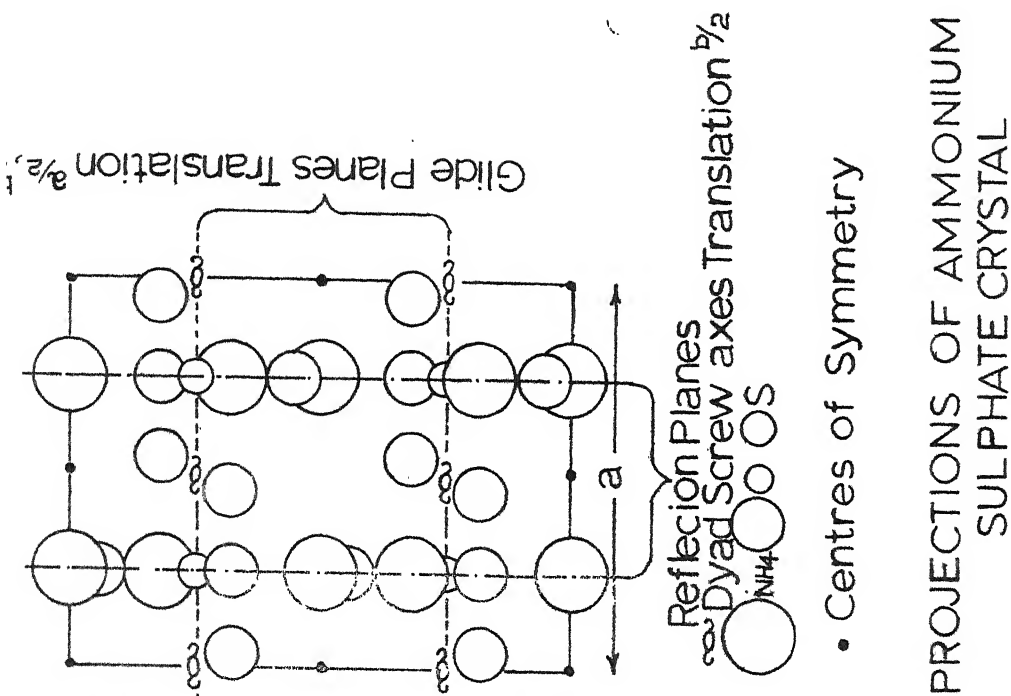 Glide Planes Translation a/2,
a
Reflecion Planes
Dyad Screw axes Translation b/2
NH4 O S
• Centres of Symmetry
PROJECTIONS OF AMMONIUM
SULPHATE CRYSTAL